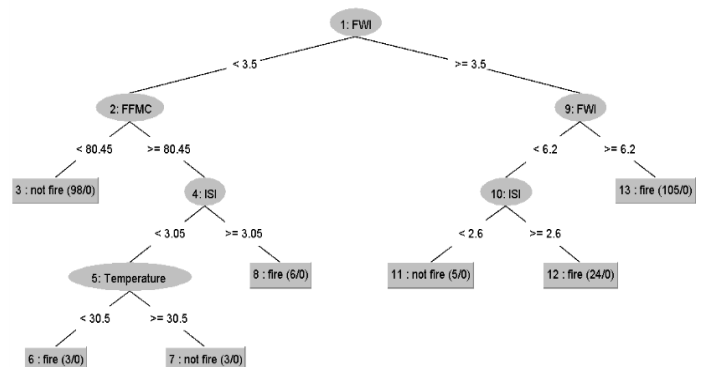 1: FWI
< 3.5 >= 3.5
2: FFMC 9: FWI
< 80.45 >= 80.45 < 6.2 >= 6.2
3 : not fire (98/0) 4: ISI 10: ISI 13 : fire (105/0)
< 3.05 >= 3.05 < 2.6 >= 2.6
5: Temperature 8 : fire (6/0) 11 : not fire (5/0) 12 : fire (24/0)
< 30.5 >= 30.5
6 : fire (3/0) 7 : not fire (3/0)